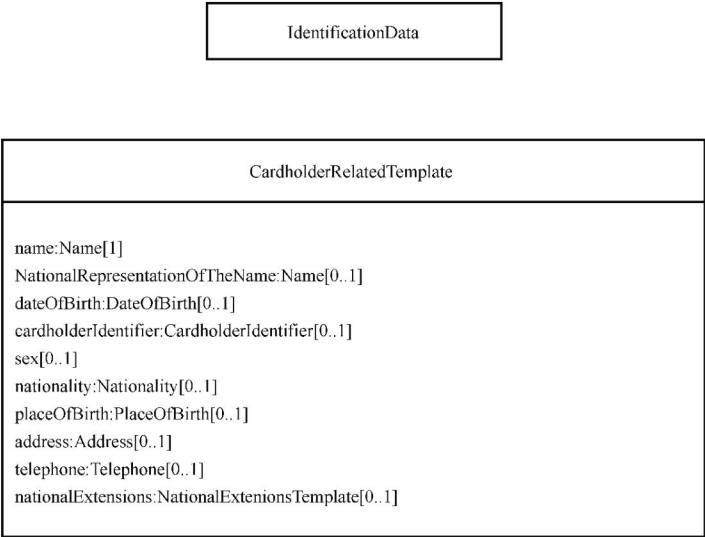 IdentificationData
CardholderRelatedTemplate
name:Name[1]
NationalRepresentationOfTheName:Name[0..1]
dateOfBirth:DateOfBirth[0..1]
cardholderIdentifier:CardholderIdentifier[0..1]
sex[0..1]
nationality:Nationality[0..1]
placeOfBirth:PlaceOfBirth[0..1]
address:Address[0..1]
telephone:Telephone[0..1]
nationalExtensions:NationalExtenionsTemplate[0..1]